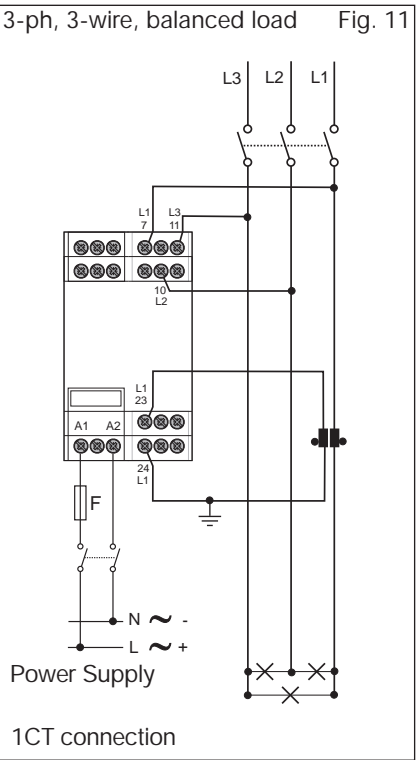 3-ph, 3-wire, balanced load Fig. 11
L3 L2 L1
L1 L3
7 11
10
L2
L1
23
A1 A2
24
L1
F
N ~ -
L ~ +
Power Supply
1CT connection